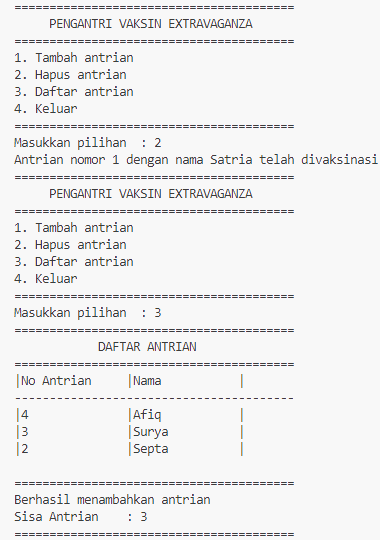 ========================================
PENGANTRI VAKSIN EXTRAVAGANZA
========================================
1. Tambah antrian
2. Hapus antrian
3. Daftar antrian
4. Keluar
========================================
Masukkan pilihan  : 2
Antrian nomor 1 dengan nama Satria telah divaksinasi
========================================
PENGANTRI VAKSIN EXTRAVAGANZA
========================================
1. Tambah antrian
2. Hapus antrian
3. Daftar antrian
4. Keluar
========================================
Masukkan pilihan  : 3
========================================
DAFTAR ANTRIAN
========================================
|No Antrian     |Nama           |
----------------------------------------
|4              |Afiq           |
|3              |Surya          |
|2              |Septa          |
========================================
Berhasil menambahkan antrian
Sisa Antrian    : 3
========================================